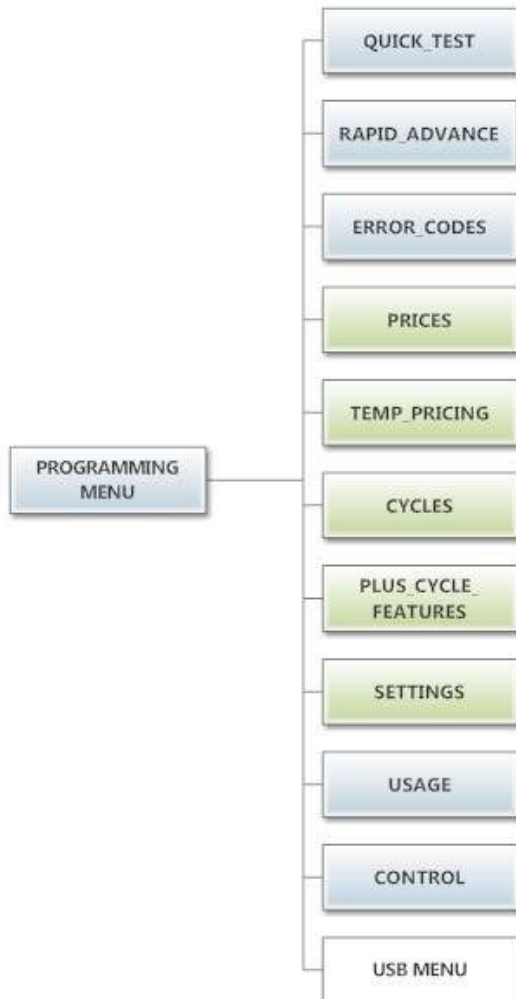 QUICK_TEST
RAPID_ADVANCE
ERROR_CODES
PRICES
TEMP_PRICING
PROGRAMMING
MENU
CYCLES
PLUS_CYCLE_
FEATURES
SETTINGS
USAGE
CONTROL
USB MENU